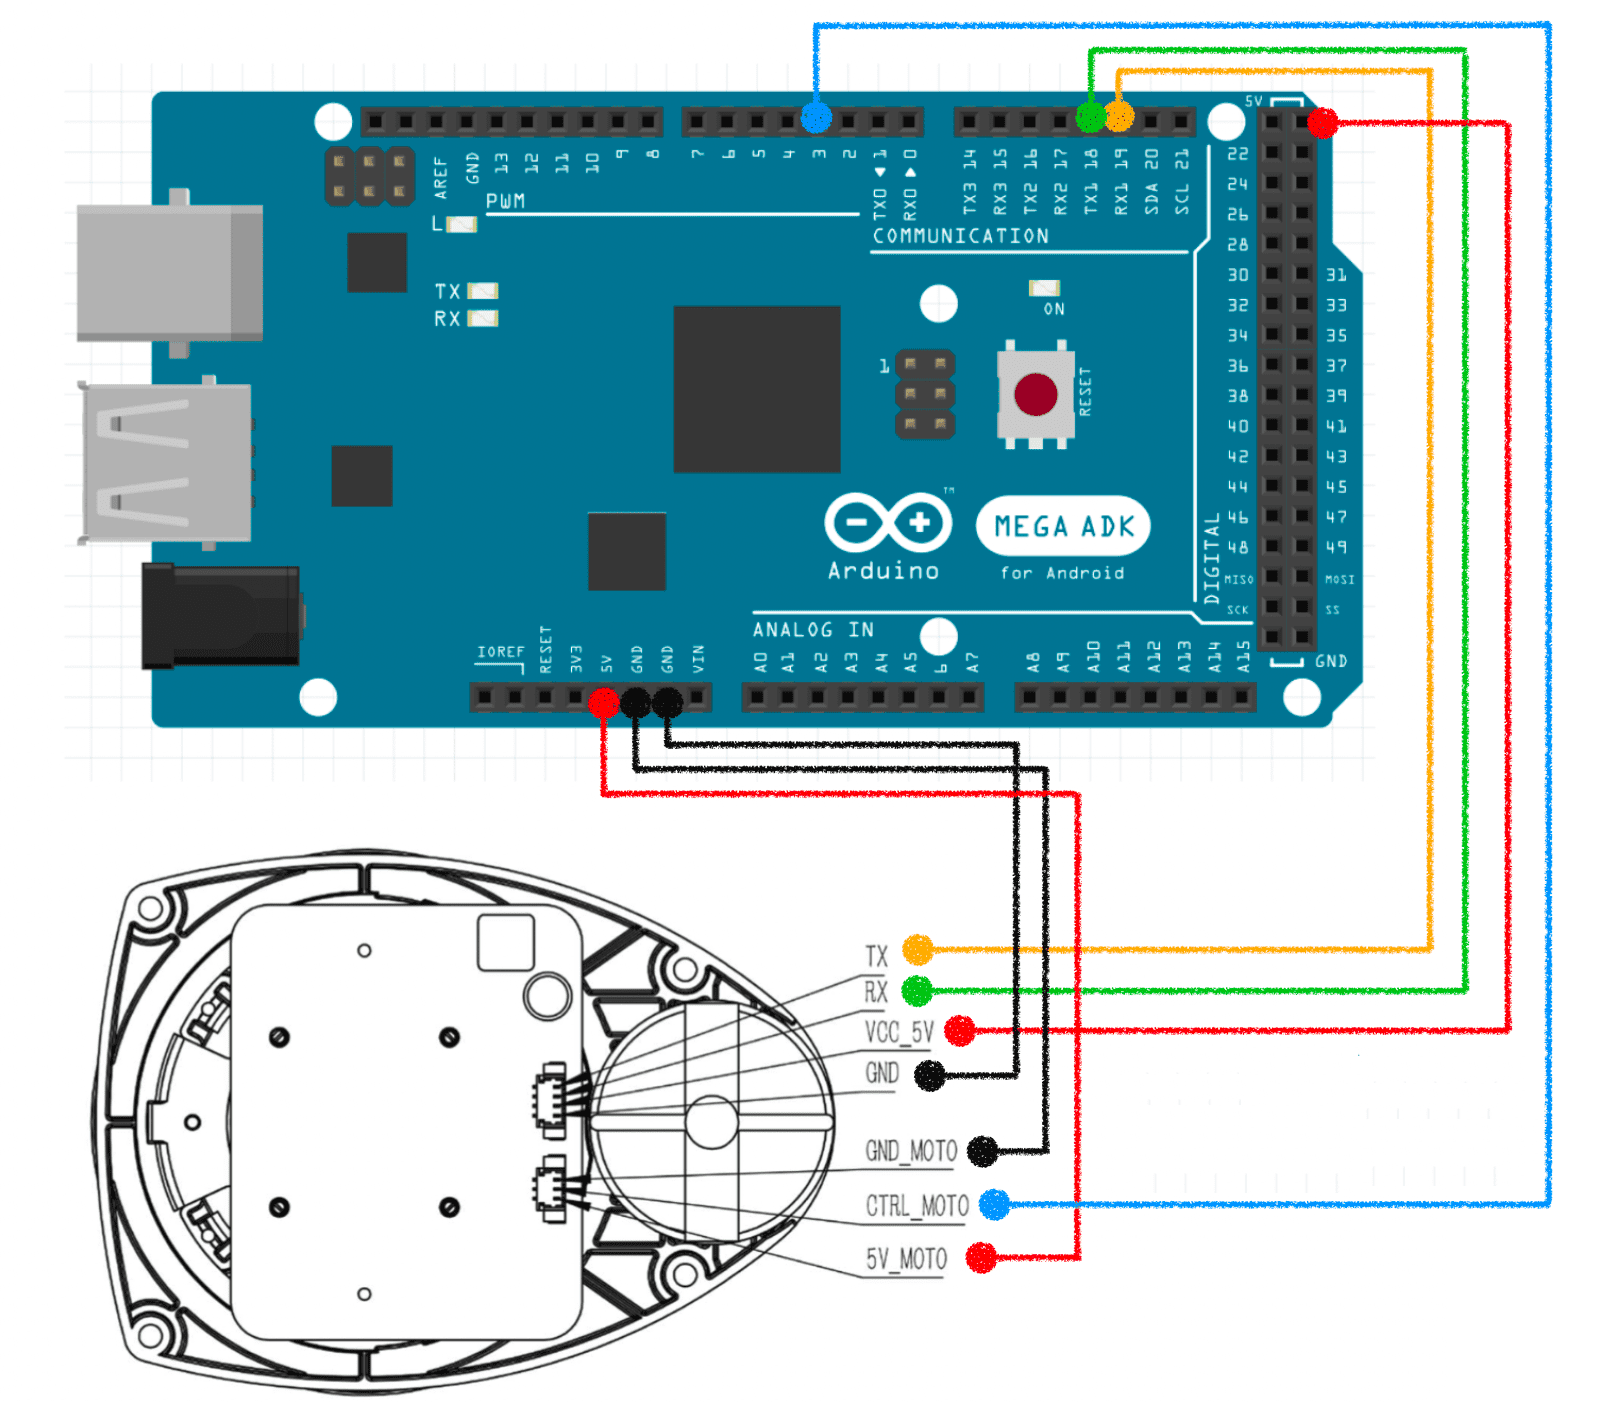 5V
AREF
GND
13
12
11
10
9
8
7
6
5
4
3
2
TX0 ◀ 1
RX0 ▶ 0
TX3 14
RX3 15
TX2 16
RX2 17
TX1 18
RX1 19
SDA 20
SCL 21
L
PWM
COMMUNICATION
TX
RX
ON
1
RESET
22
24
26
28
30 31
32 33
34 35
36 37
38 39
40 41
42 43
44 45
46 47
48 49
MISO MOSI
SCK SS
GND
DIGITAL
TM
MEGA ADK
Arduino
for Android
ANALOG IN
IOREF
RESET
3V3
5V
GND
GND
VIN
A0
A1
A2
A3
A4
A5
6
A7
A8
A9
A10
A11
A12
A13
A14
A15
TX
RX
VCC_5V
GND
GND_MOTO
CTRL_MOTO
5V_MOTO